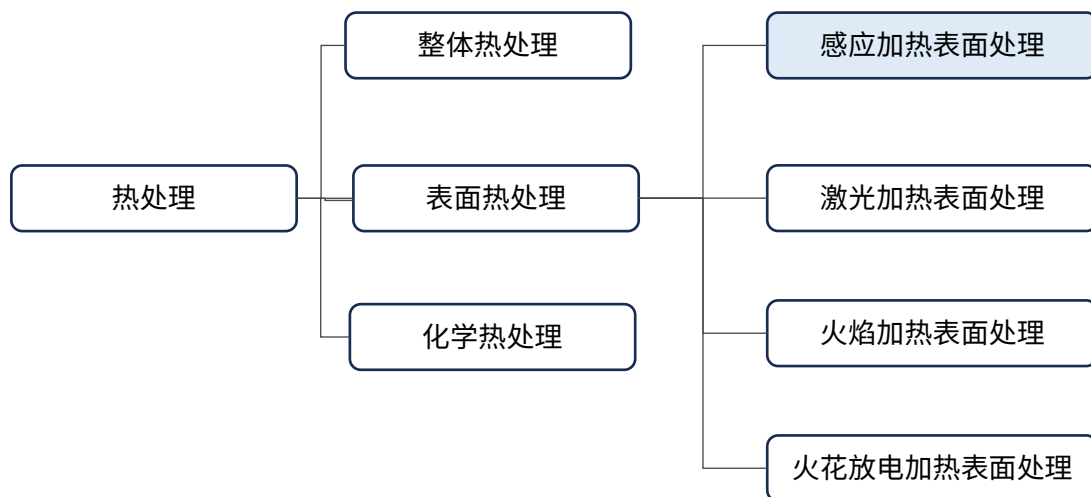 整体热处理
感应加热表面处理
热处理
表面热处理
激光加热表面处理
化学热处理
火焰加热表面处理
火花放电加热表面处理